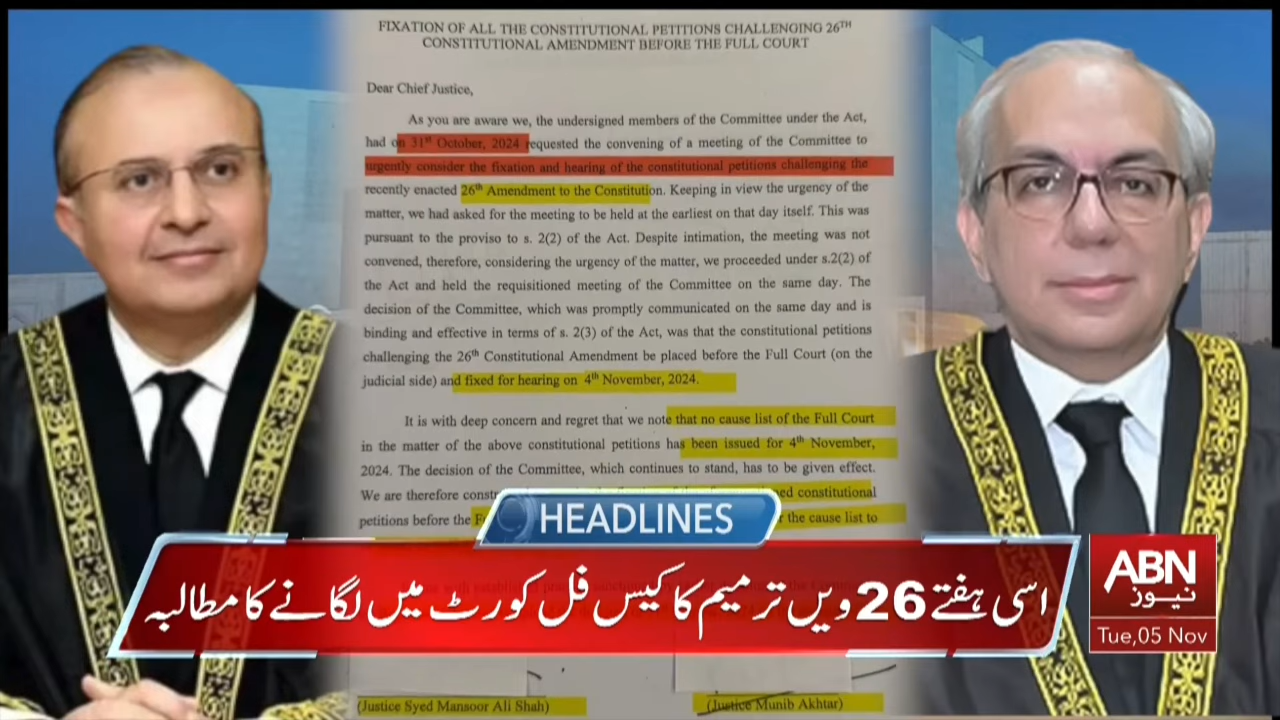 FIXATION OF ALL THE CONSTITUTIONAL PETITIONS CHALLENGING 26TH
CONSTITUTIONAL AMENDMENT BEFORE THE FULL COURT
Dear Chief Justice,
As you are aware we, the undersigned members of the Committee under the Act,
had on 31st October, 2024 requested the convening of a meeting of the Committee to
urgently consider the fixation and hearing of the constitutional petitions challenging the
recently enacted 26th Amendment to the Constitution. Keeping in view the urgency of the
matter, we had asked for the meeting to be held at the earliest on that day itself. This was
pursuant to the proviso to s. 2(2) of the Act. Despite intimation, the meeting was not
convened, therefore, considering the urgency of the matter, we proceeded under s.2(2) of
the Act and held the requisitioned meeting of the Committee on the same day. The
decision of the Committee, which was promptly communicated on the same day and is
binding and effective in terms of s. 2(3) of the Act, was that the constitutional petitions
challenging the 26th Constitutional Amendment be placed before the Full Court (on the
judicial side) and fixed for hearing on 4th November, 2024.
It is with deep concern and regret that we note that no cause list of the Full Court
in the matter of the above constitutional petitions has been issued for 4th November,
2024. The decision of the Committee, which continues to stand, has to be given effect.
We are therefore constitutional
petitions before the the cause list to
HEADLINES
اسی ہفتے 26 ویں ترمیم کا کیس فل کورٹ میں لگانے کا مطالبہ
ABN
نیوز
Tue,05 Nov
(Justice Syed Mansoor Ali Shah) (Justice Munib Akhtar)